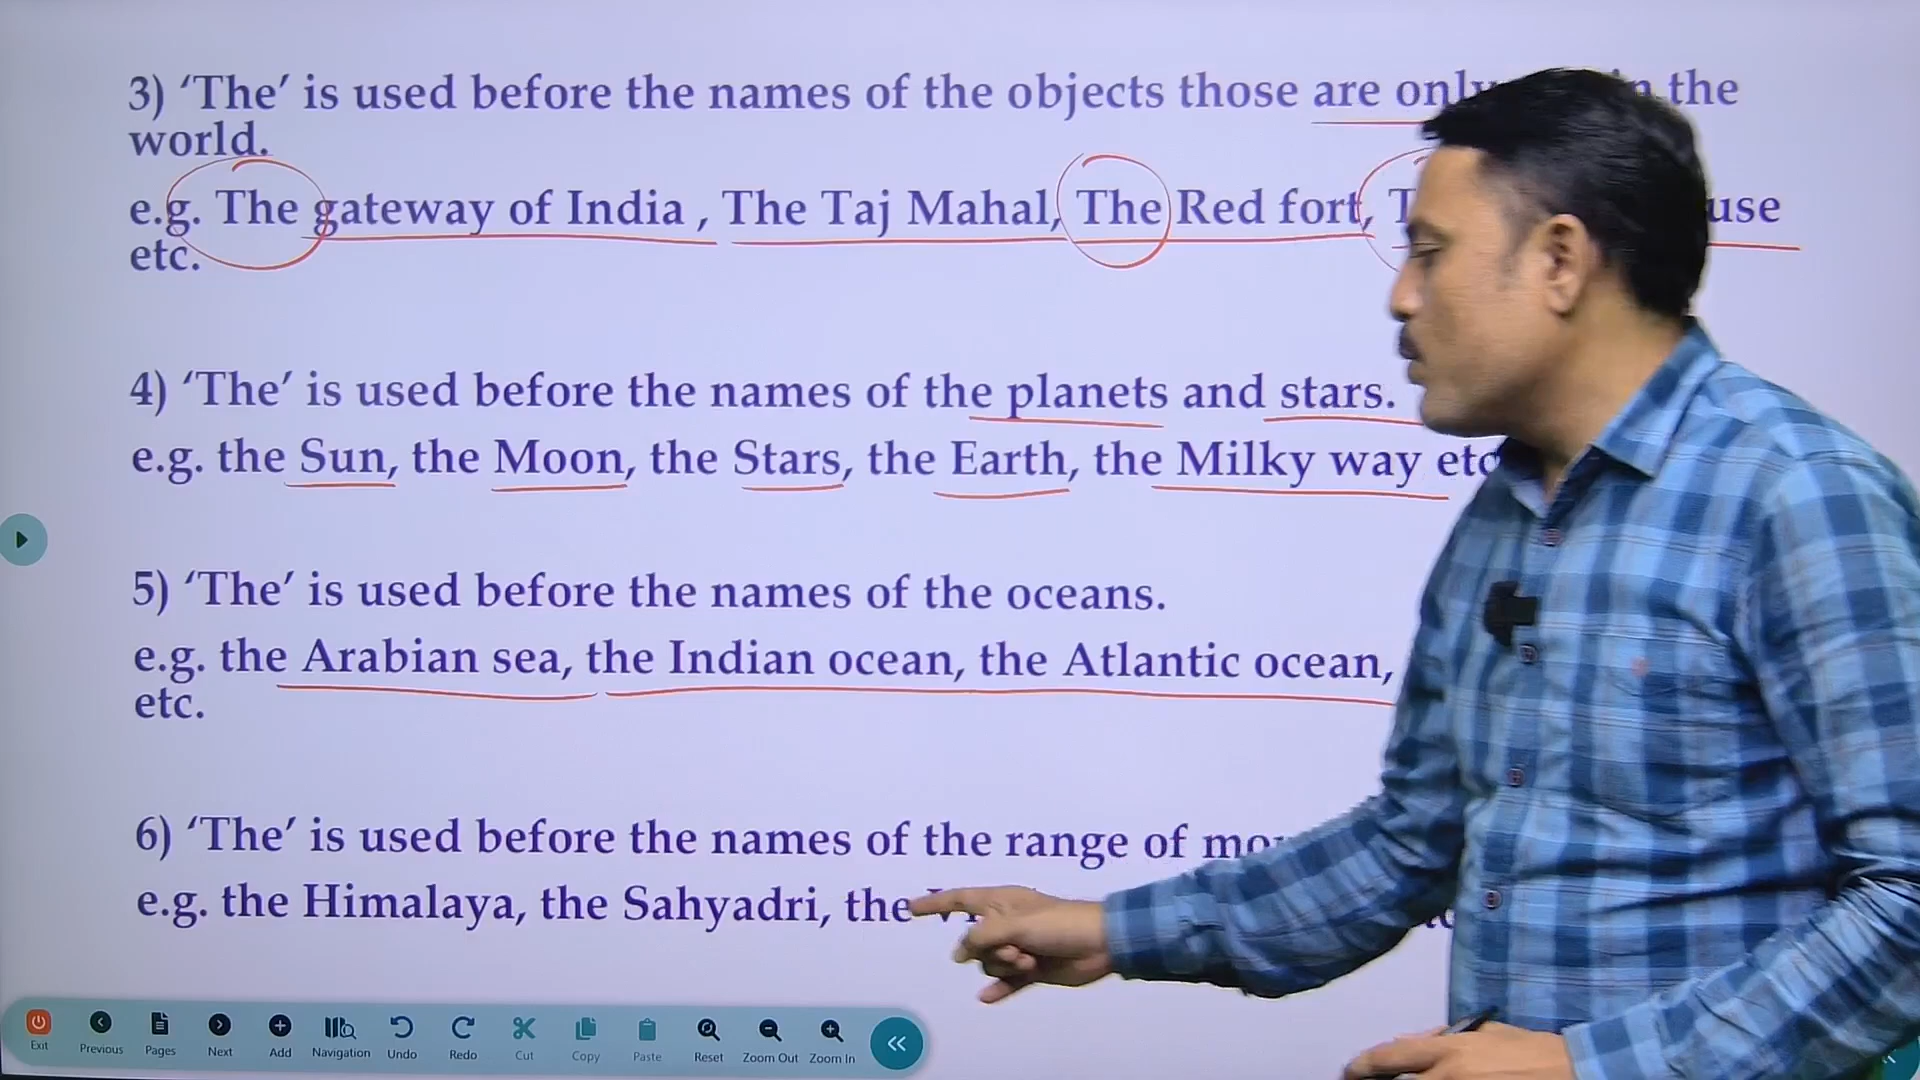 3) ‘The’ is used before the names of the objects those are only the
world.
e.g. The gateway of India , The Taj Mahal, The Red fort,
etc.
4) ‘The’ is used before the names of the planets and stars.
e.g. the Sun, the Moon, the Stars, the Earth, the Milky way etc
5) ‘The’ is used before the names of the oceans.
e.g. the Arabian sea, the Indian ocean, the Atlantic ocean,
etc.
6) ‘The’ is used before the names of the range of
e.g. the Himalaya, the Sahyadri, the
Exit Previous Pages Next Add Navigation Undo Redo Cut Copy Paste Reset Zoom Out Zoom In